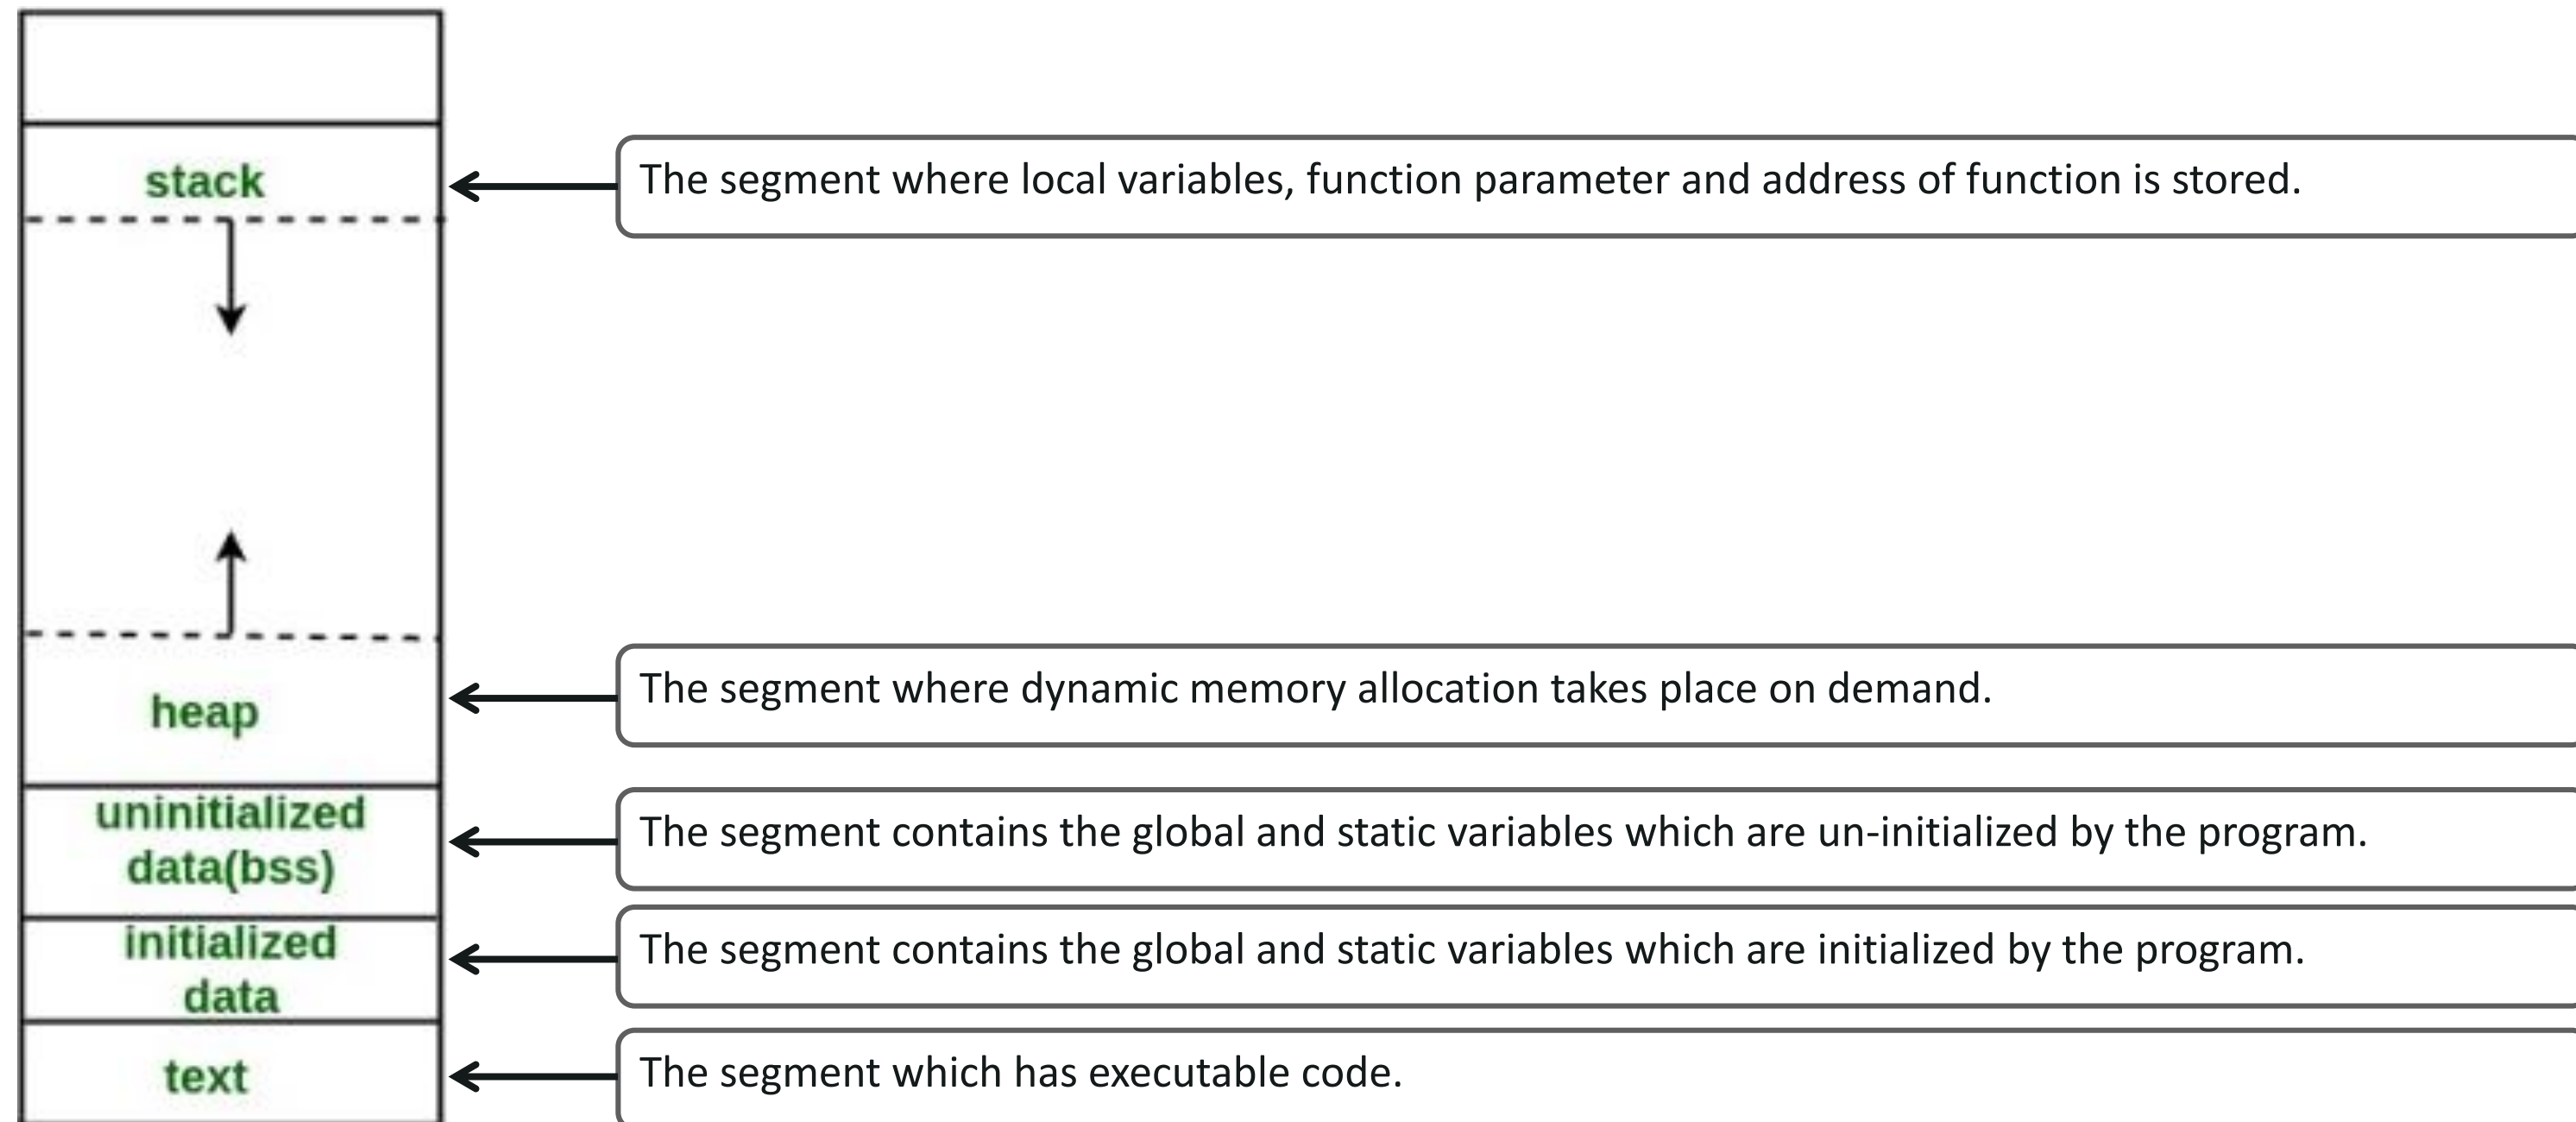 stack
The segment where local variables, function parameter and address of function is stored.
heap
The segment where dynamic memory allocation takes place on demand.
uninitialized
data(bss)
The segment contains the global and static variables which are un-initialized by the program.
initialized
data
The segment contains the global and static variables which are initialized by the program.
text
The segment which has executable code.